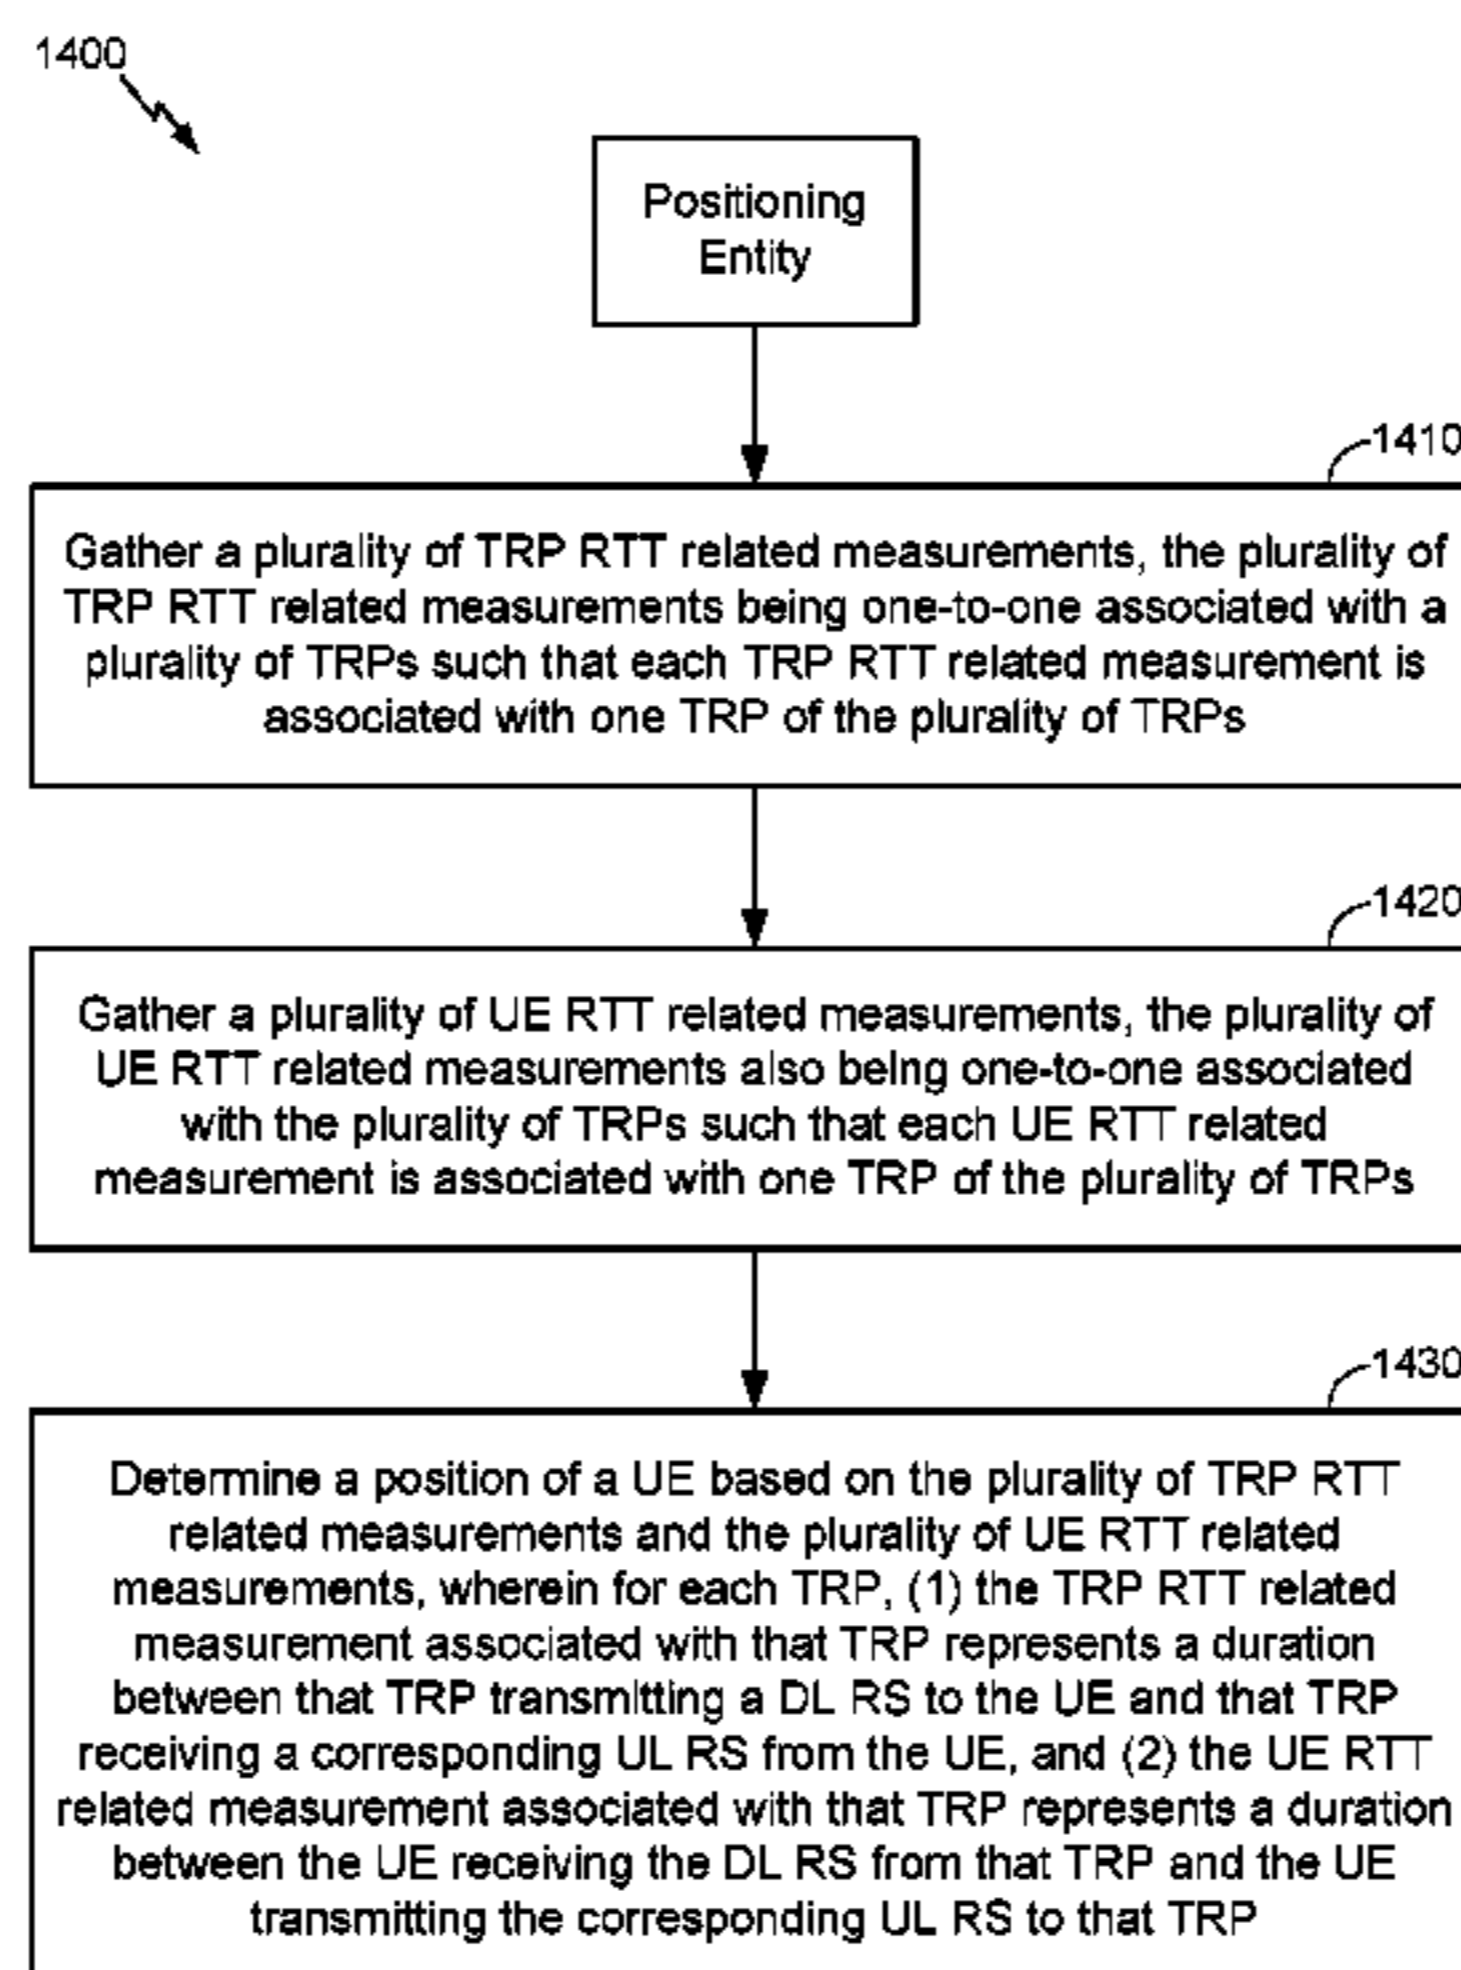 1400
Positioning
Entity
1410
Gather a plurality of TRP RTT related measurements, the plurality of
TRP RTT related measurements being one-to-one associated with a
plurality of TRPs such that each TRP RTT related measurement is
associated with one TRP of the plurality of TRPs
1420
Gather a plurality of UE RTT related measurements, the plurality of
UE RTT related measurements also being one-to-one associated
with the plurality of TRPs such that each UE RTT related
measurement is associated with one TRP of the plurality of TRPs
1430
Determine a position of a UE based on the plurality of TRP RTT
related measurements and the plurality of UE RTT related
measurements, wherein for each TRP, (1) the TRP RTT related
measurement associated with that TRP represents a duration
between that TRP transmitting a DL RS to the UE and that TRP
receiving a corresponding UL RS from the UE, and (2) the UE RTT
related measurement associated with that TRP represents a duration
between the UE receiving the DL RS from that TRP and the UE
transmitting the corresponding UL RS to that TRP